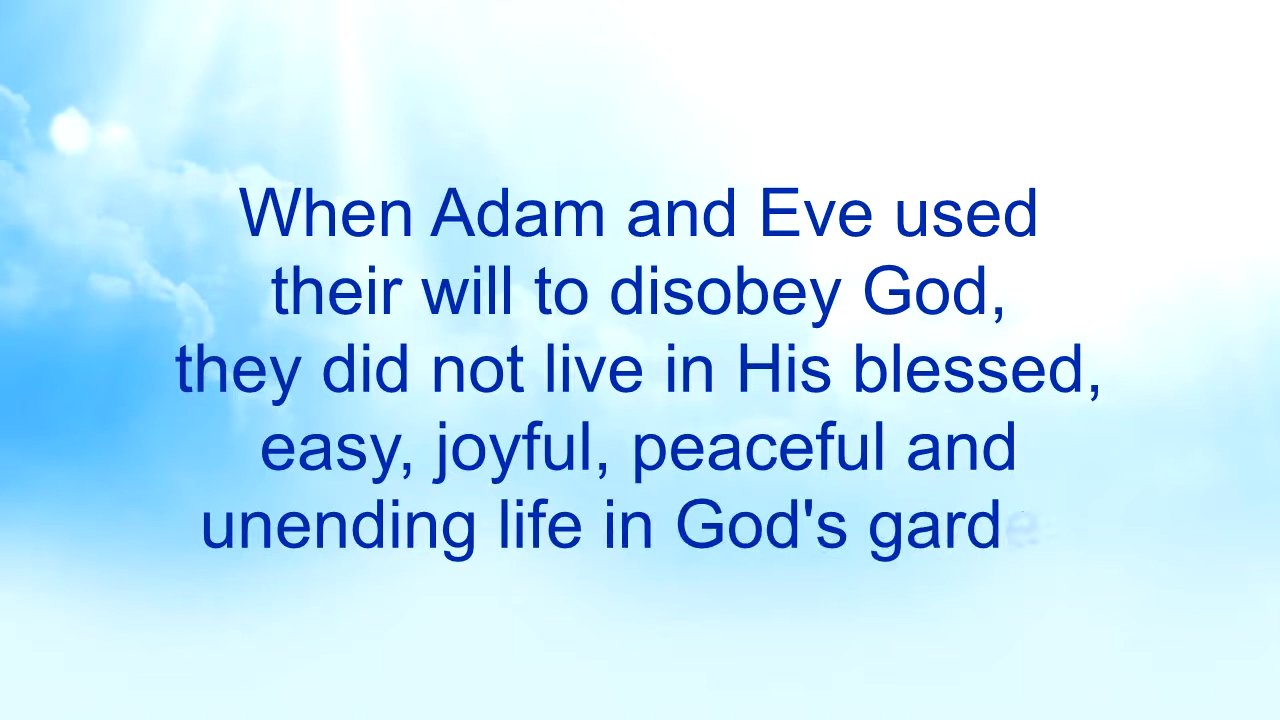 When Adam and Eve used
their will to disobey God,
they did not live in His blessed,
easy, joyful, peaceful and
unending life in God's gard